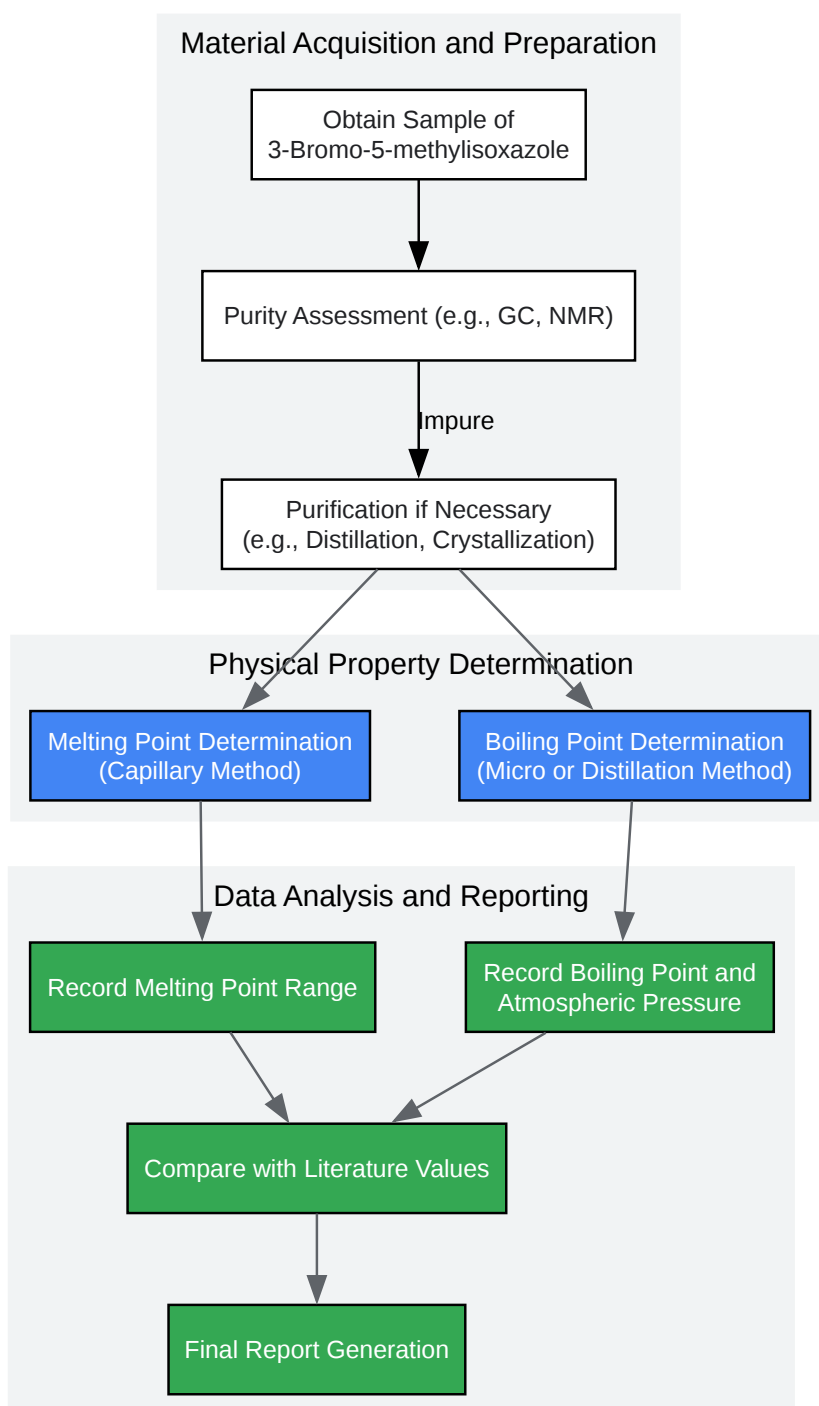 Material Acquisition and Preparation
Obtain Sample of
3-Bromo-5-methylisoxazole
Purity Assessment (e.g., GC, NMR)
Impure
Purification if Necessary
(e.g., Distillation, Crystallization)
Physical Property Determination
Melting Point Determination
(Capillary Method)
Boiling Point Determination
(Micro or Distillation Method)
Data Analysis and Reporting
Record Melting Point Range
Record Boiling Point and
Atmospheric Pressure
Compare with Literature Values
Final Report Generation